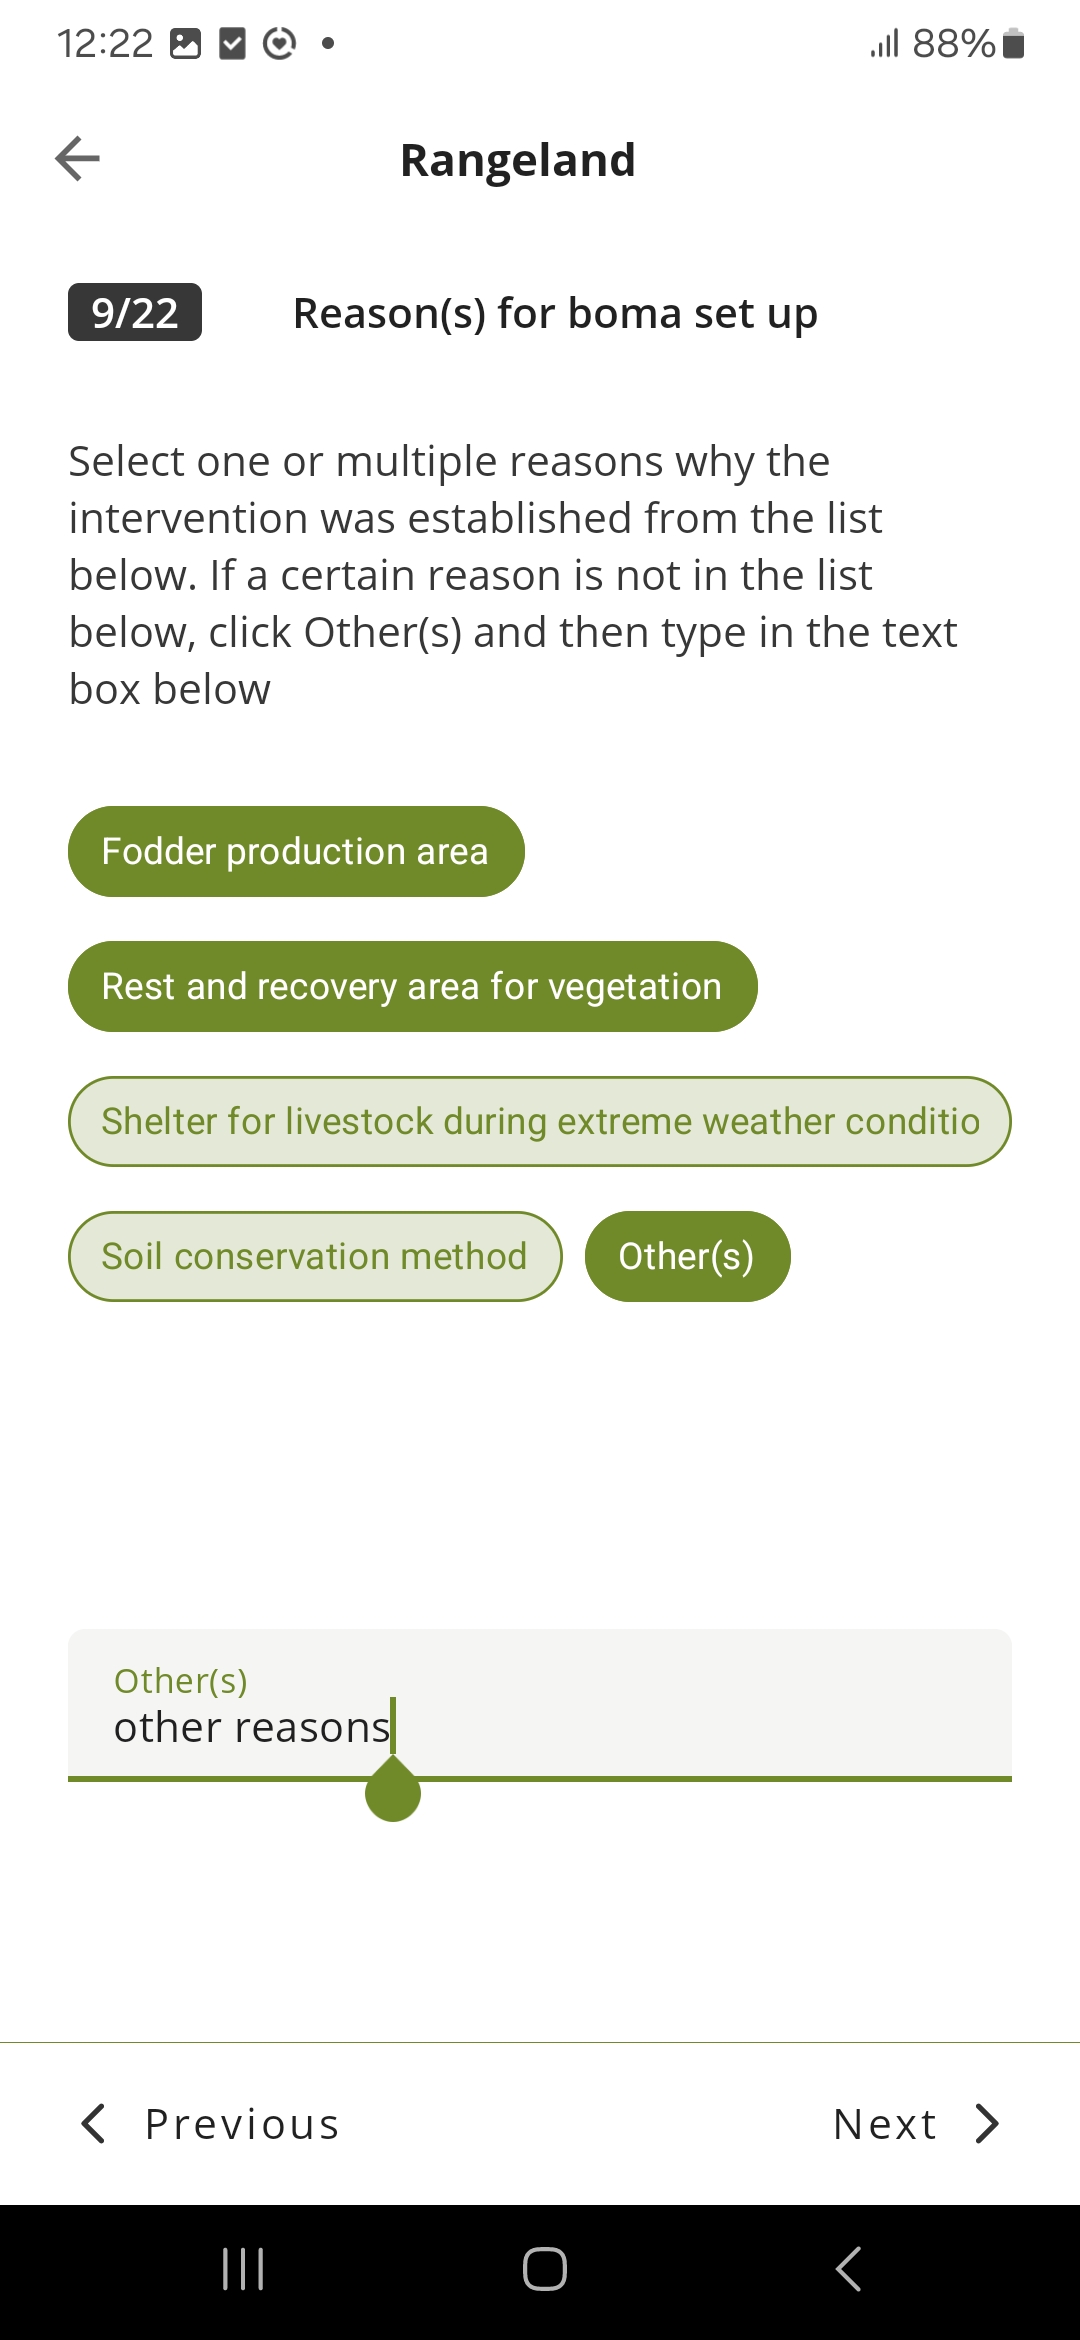 12:22
88%
Rangeland
9/22
Reason(s) for boma set up
Select one or multiple reasons why the
intervention was established from the list
below. If a certain reason is not in the list
below, click Other(s) and then type in the text
box below
Fodder production area
Rest and recovery area for vegetation
Shelter for livestock during extreme weather conditio
Soil conservation method
Other(s)
Other(s)
other reasons
Previous
Next